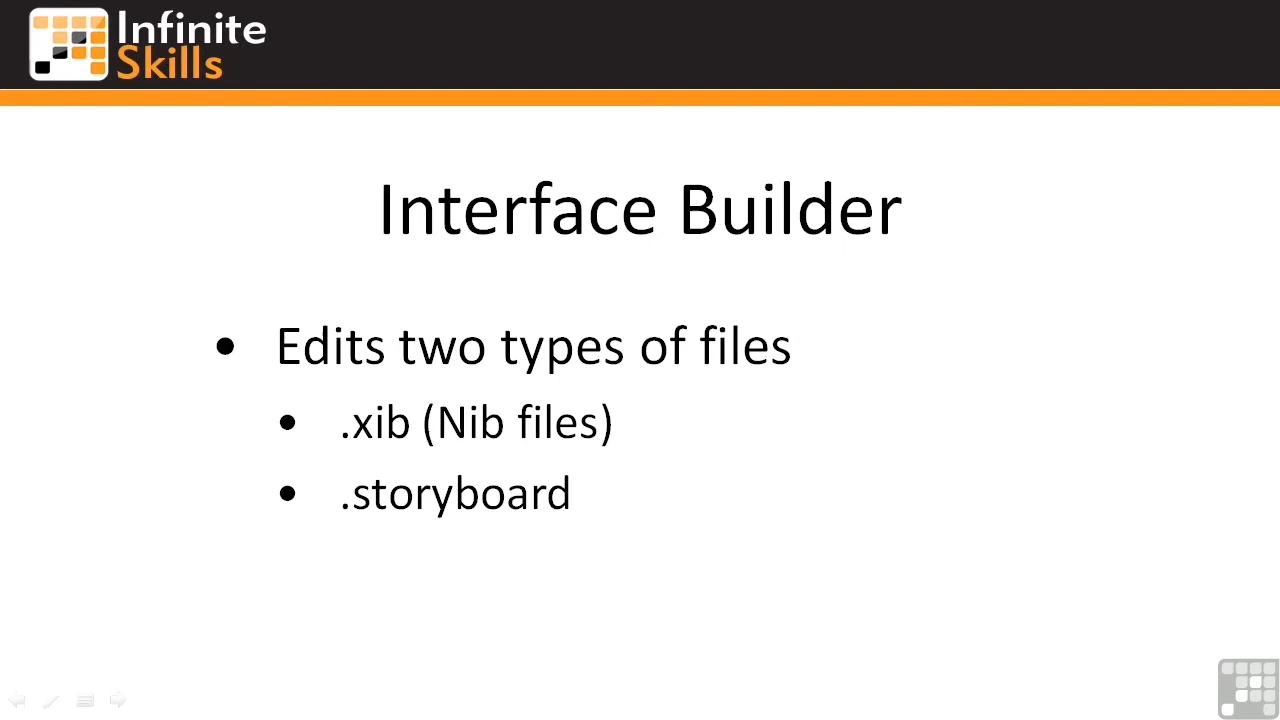 Infinite
Skills
Interface Builder
• Edits two types of files
• .xib (Nib files)
• .storyboard